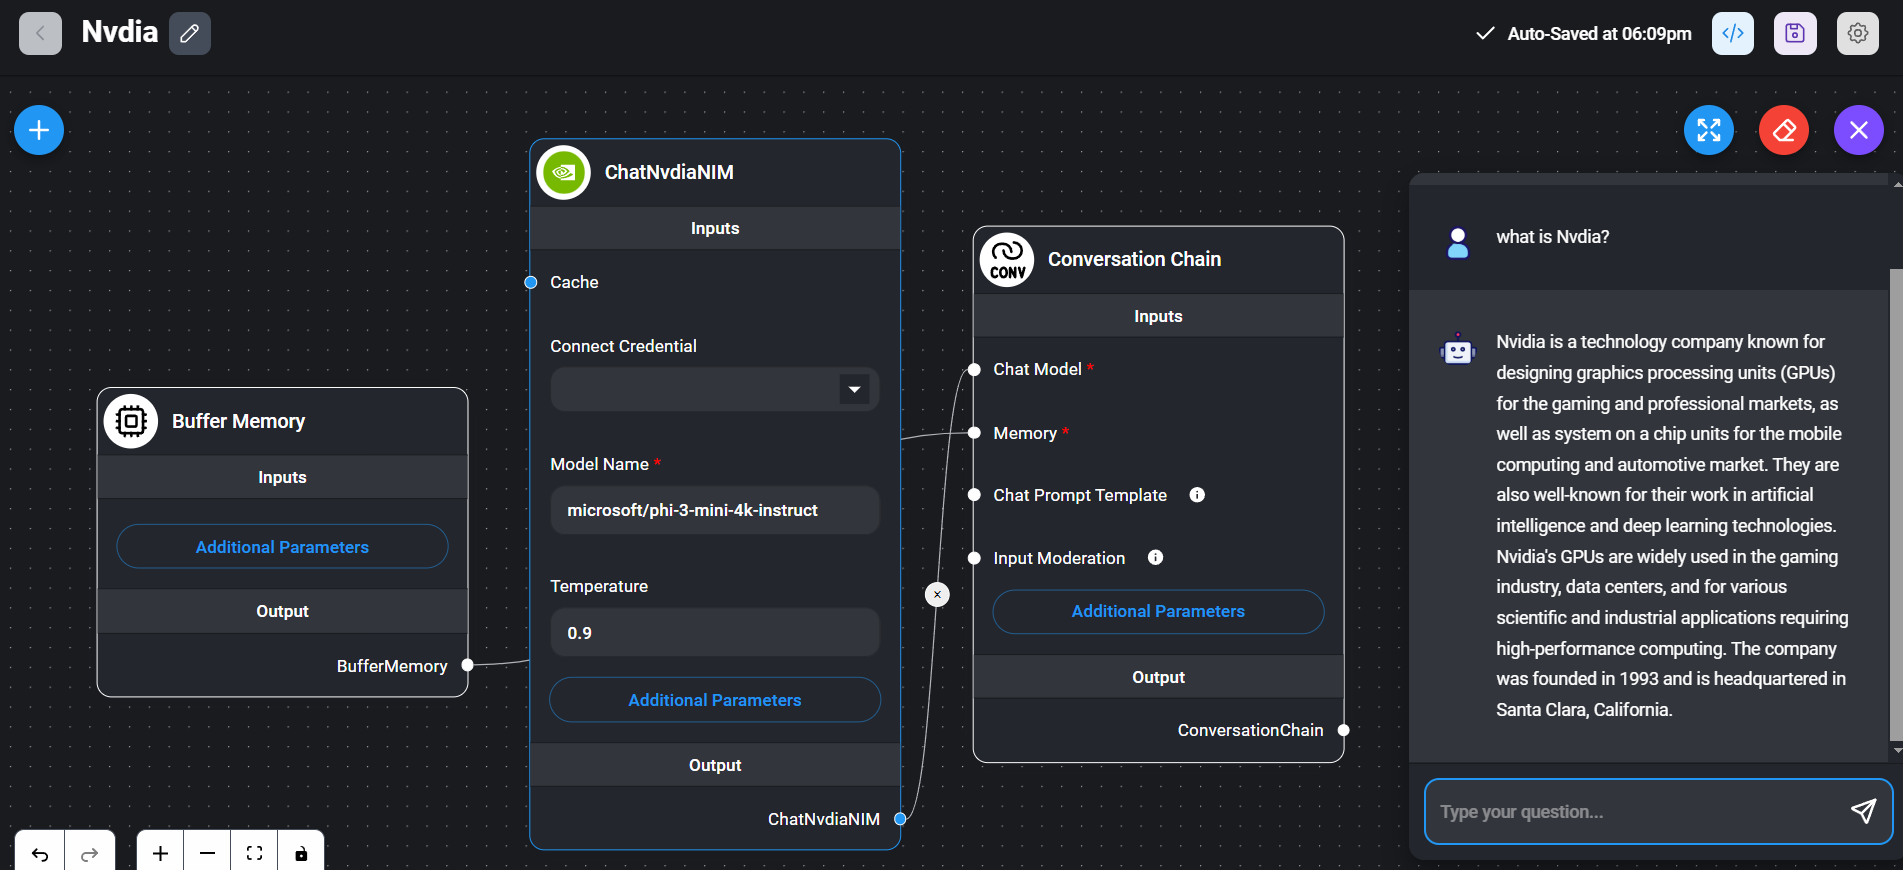 Nvdia
Auto-Saved at 06:09pm
ChatNvdiaNIM
Inputs
Cache
Connect Credential
Model Name *
microsoft/phi-3-mini-4k-instruct
Temperature
0.9
Additional Parameters
Output
ChatNvdiaNIM
Buffer Memory
Inputs
Additional Parameters
Output
BufferMemory
CONV
Conversation Chain
Inputs
Chat Model *
Memory *
Chat Prompt Template
Input Moderation
Additional Parameters
Output
ConversationChain
what is Nvdia?
Nvidia is a technology company known for
designing graphics processing units (GPUs)
for the gaming and professional markets, as
well as system on a chip units for the mobile
computing and automotive market. They are
also well-known for their work in artificial
intelligence and deep learning technologies.
Nvidia's GPUs are widely used in the gaming
industry, data centers, and for various
scientific and industrial applications requiring
high-performance computing. The company
was founded in 1993 and is headquartered in
Santa Clara, California.
Type your question...